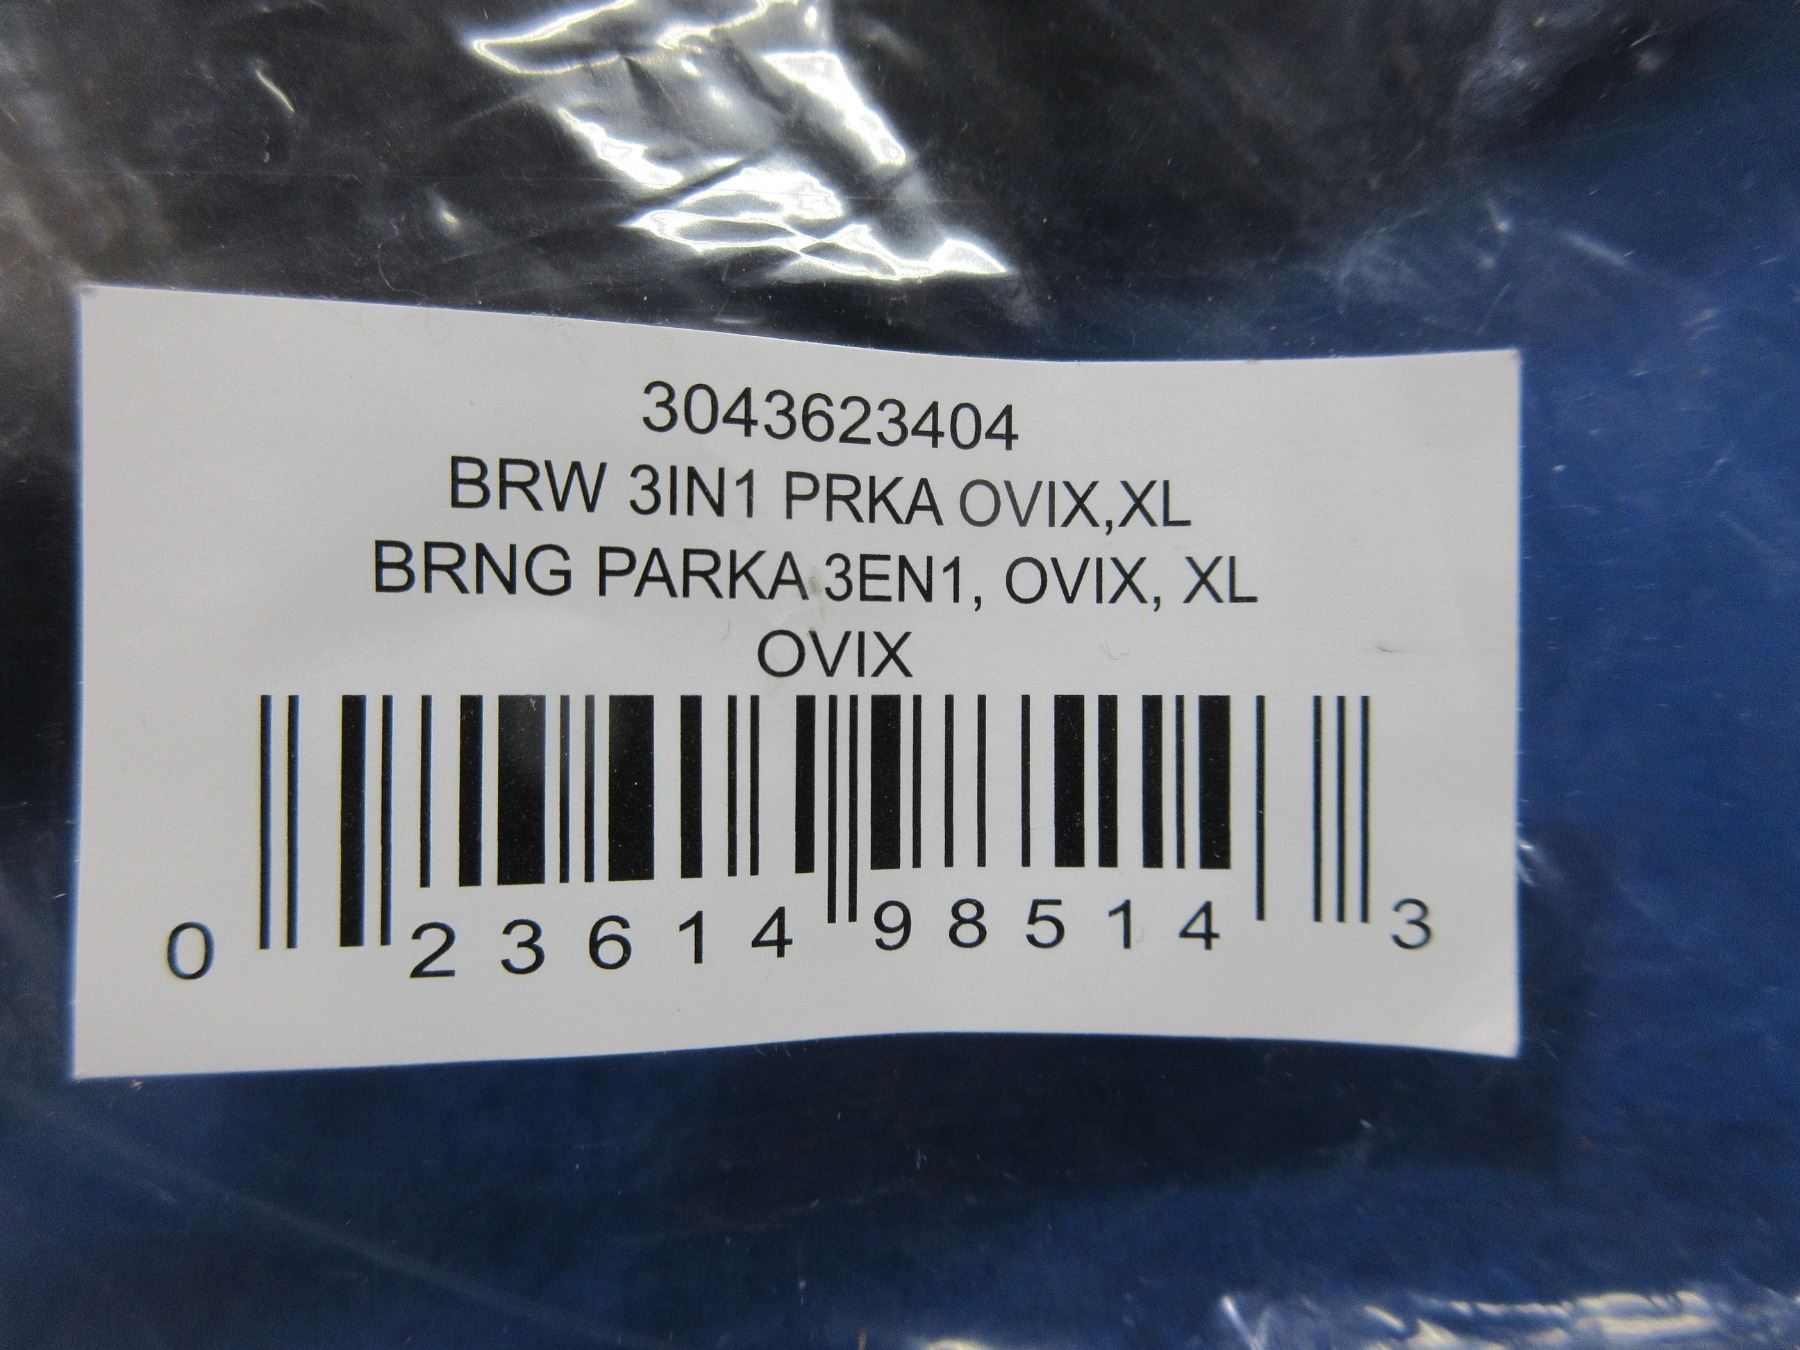 3043623404
BRW 3IN1 PRKA OVIX,XL
BRNG PARKA 3EN1, OVIX, XL
OVIX
0 23614 98514 3